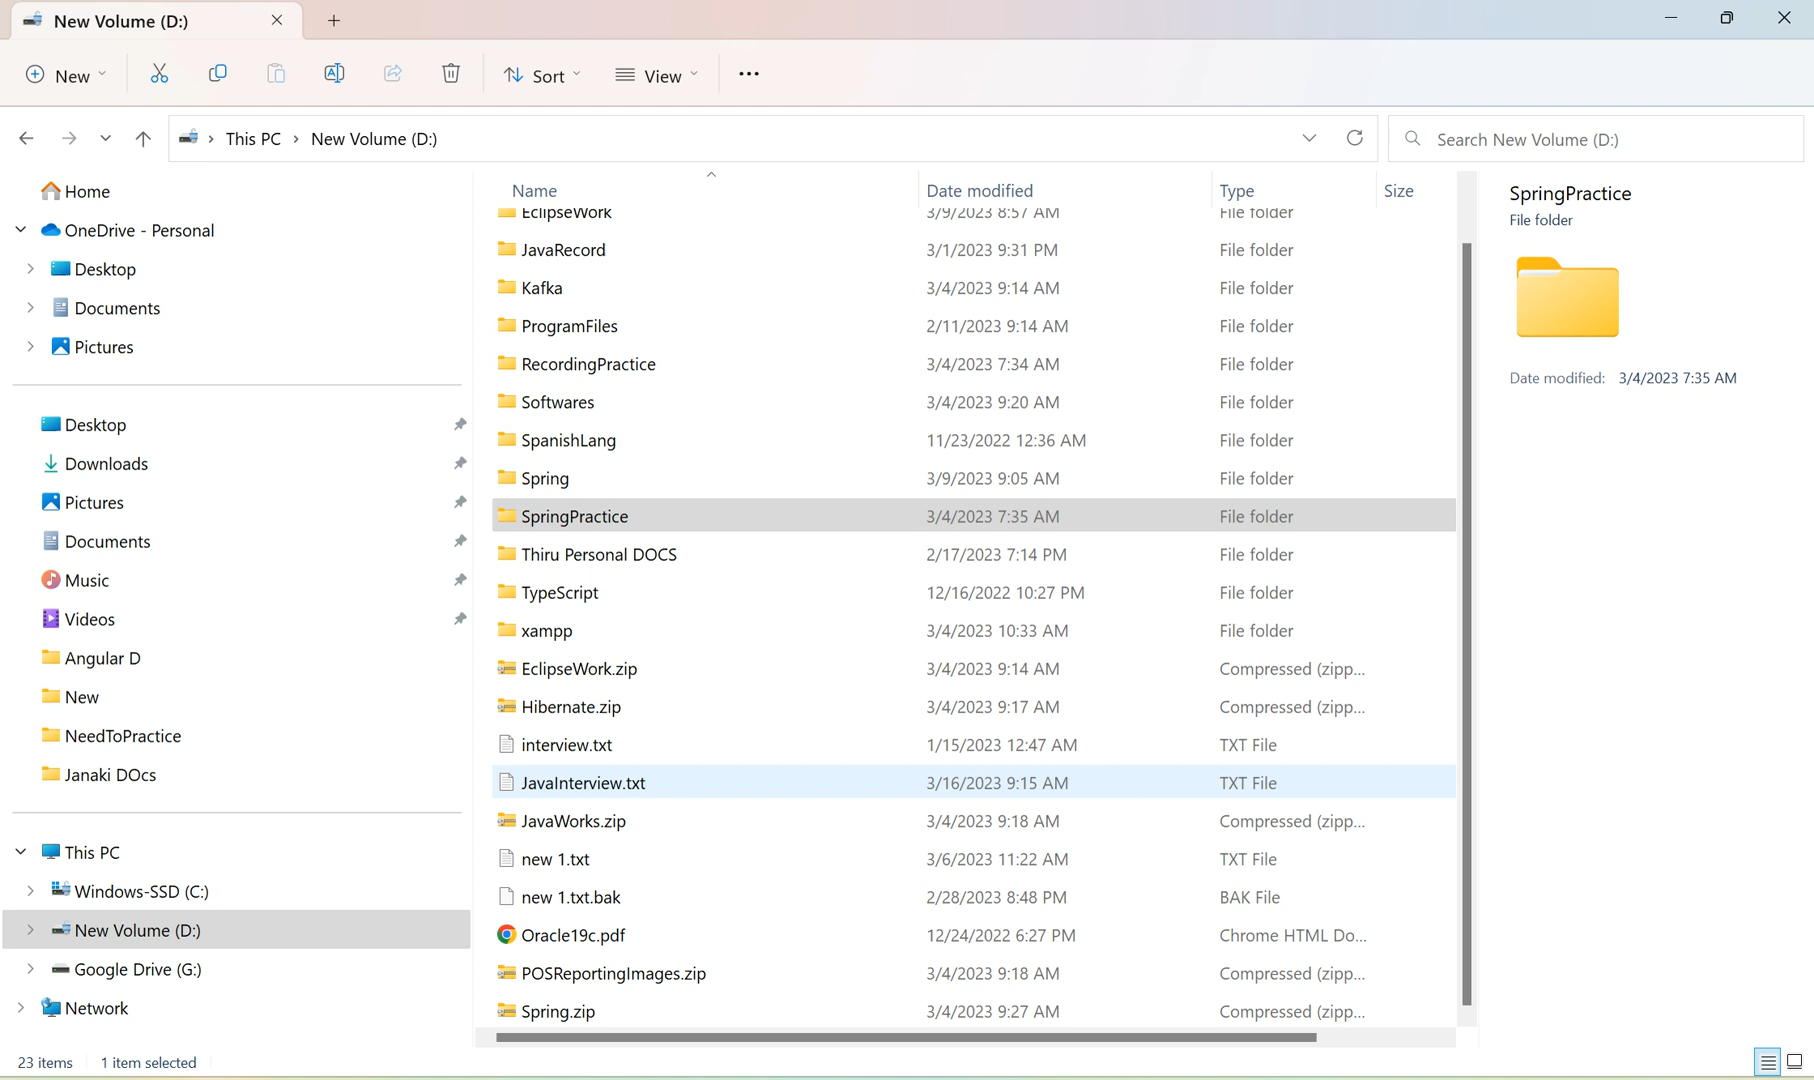 New Volume (D:)
New
Sort
View
This PC > New Volume (D:)
Search New Volume (D:)
Home
OneDrive - Personal
Desktop
Documents
Pictures
Desktop
Downloads
Pictures
Documents
Music
Videos
Angular D
New
NeedToPractice
Janaki DOcs
This PC
Windows-SSD (C:)
New Volume (D:)
Google Drive (G:)
Network
Name Date modified Type Size
EclipseWork 3/9/2023 8:57 AM File folder
JavaRecord 3/1/2023 9:31 PM File folder
Kafka 3/4/2023 9:14 AM File folder
ProgramFiles 2/11/2023 9:14 AM File folder
RecordingPractice 3/4/2023 7:34 AM File folder
Softwares 3/4/2023 9:20 AM File folder
SpanishLang 11/23/2022 12:36 AM File folder
Spring 3/9/2023 9:05 AM File folder
SpringPractice 3/4/2023 7:35 AM File folder
Thiru Personal DOCS 2/17/2023 7:14 PM File folder
TypeScript 12/16/2022 10:27 PM File folder
xampp 3/4/2023 10:33 AM File folder
EclipseWork.zip 3/4/2023 9:14 AM Compressed (zipp...
Hibernate.zip 3/4/2023 9:17 AM Compressed (zipp...
interview.txt 1/15/2023 12:47 AM TXT File
JavaInterview.txt 3/16/2023 9:15 AM TXT File
JavaWorks.zip 3/4/2023 9:18 AM Compressed (zipp...
new 1.txt 3/6/2023 11:22 AM TXT File
new 1.txt.bak 2/28/2023 8:48 PM BAK File
Oracle19c.pdf 12/24/2022 6:27 PM Chrome HTML Do...
POSReportingImages.zip 3/4/2023 9:18 AM Compressed (zipp...
Spring.zip 3/4/2023 9:27 AM Compressed (zipp...
SpringPractice
File folder
Date modified: 3/4/2023 7:35 AM
23 items 1 item selected